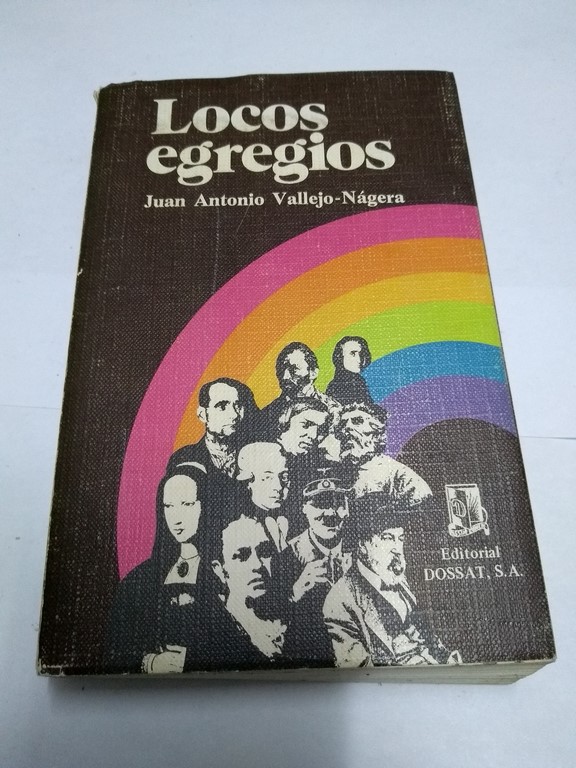 Locos
egregios
Juan Antonio Vallejo-Nágera
Editorial
DOSSAT, S.A.